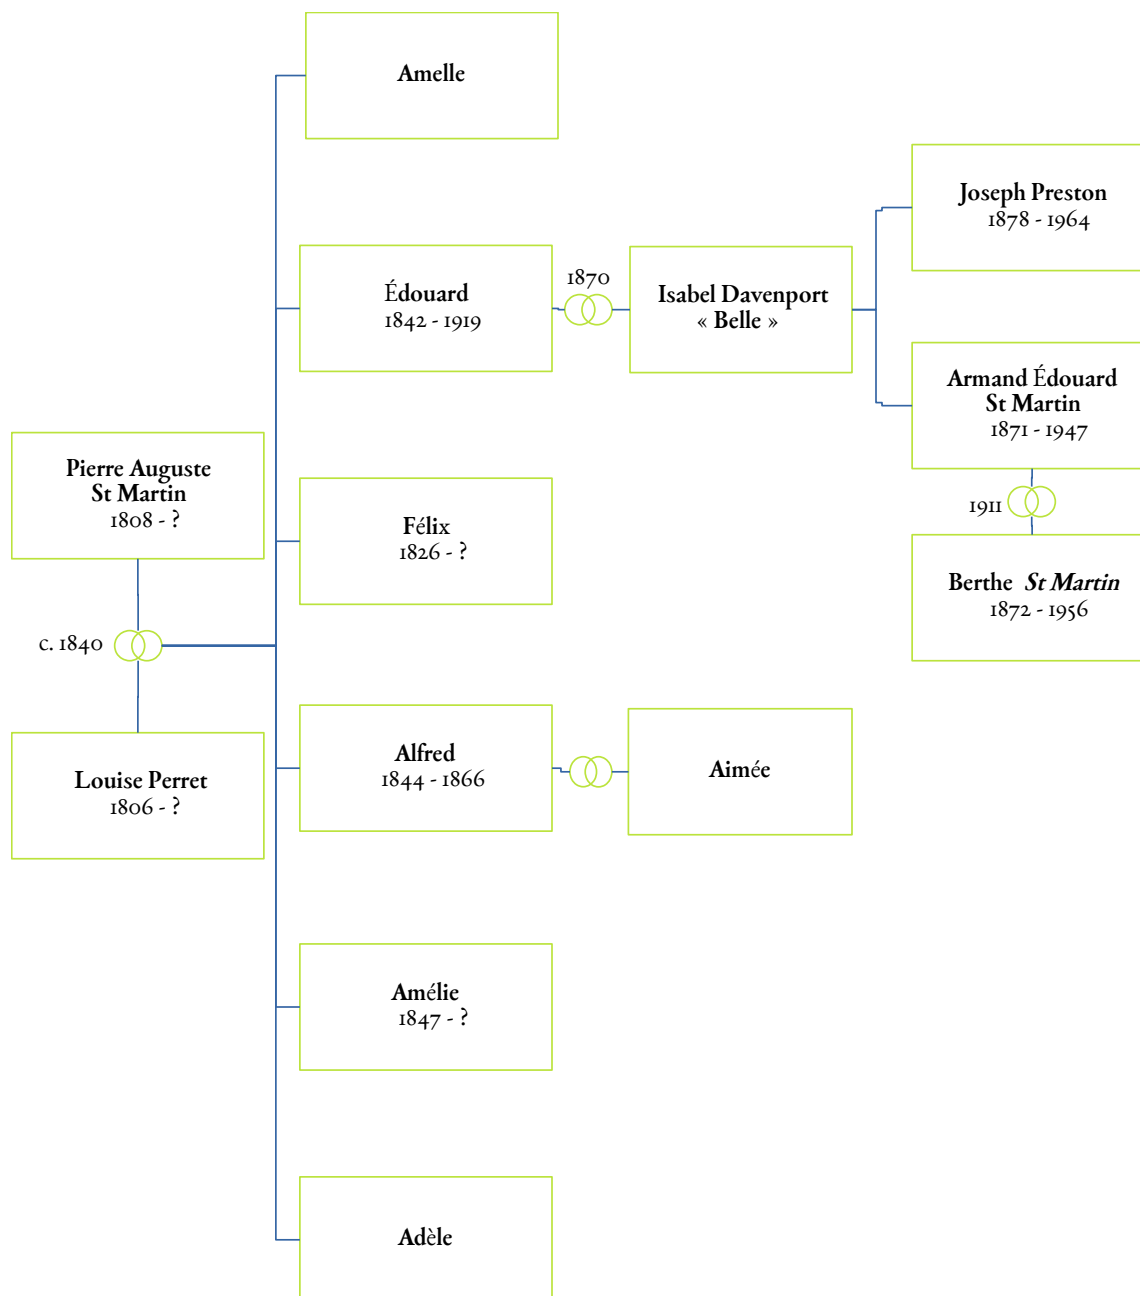 Amelle
Joseph Preston
1878 - 1964
1870
Édouard
1842 - 1919
Isabel Davenport
« Belle »
Armand Édouard
St Martin
1871 - 1947
Pierre Auguste
St Martin
1808 - ?
1911
Félix
1826 - ?
Berthe St Martin
1872 - 1956
c. 1840
Louise Perret
1806 - ?
Alfred
1844 - 1866
Aimée
Amélie
1847 - ?
Adèle